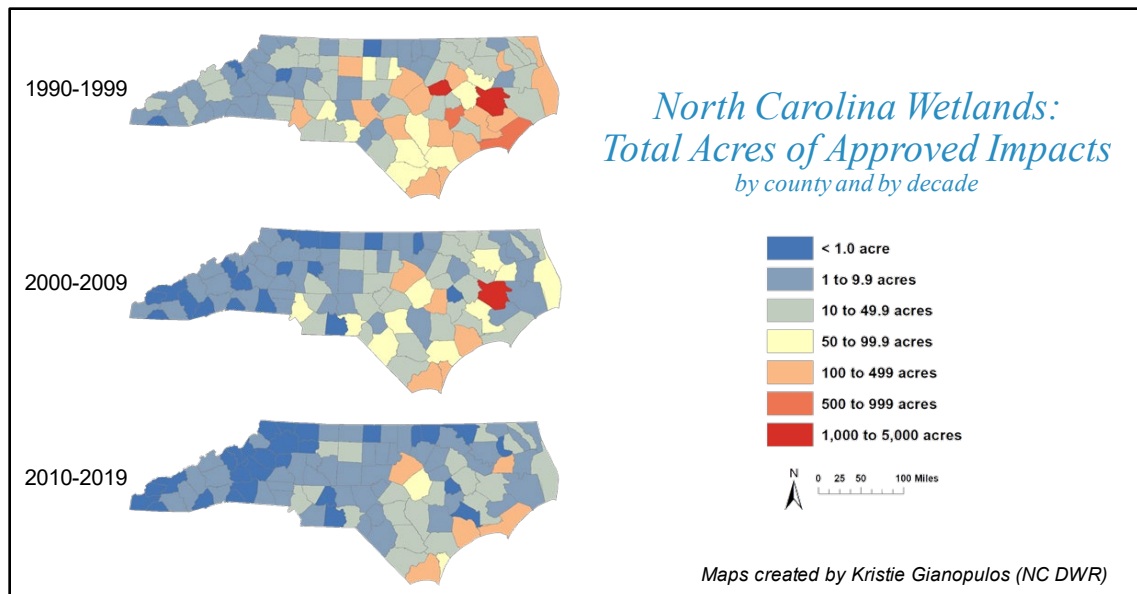 North Carolina Wetlands:
Total Acres of Approved Impacts
by county and by decade
1990-1999
2000-2009
2010-2019
< 1.0 acre
1 to 9.9 acres
10 to 49.9 acres
50 to 99.9 acres
100 to 499 acres
500 to 999 acres
1,000 to 5,000 acres
N
0 25 50 100 Miles
Maps created by Kristie Gianopulos (NC DWR)